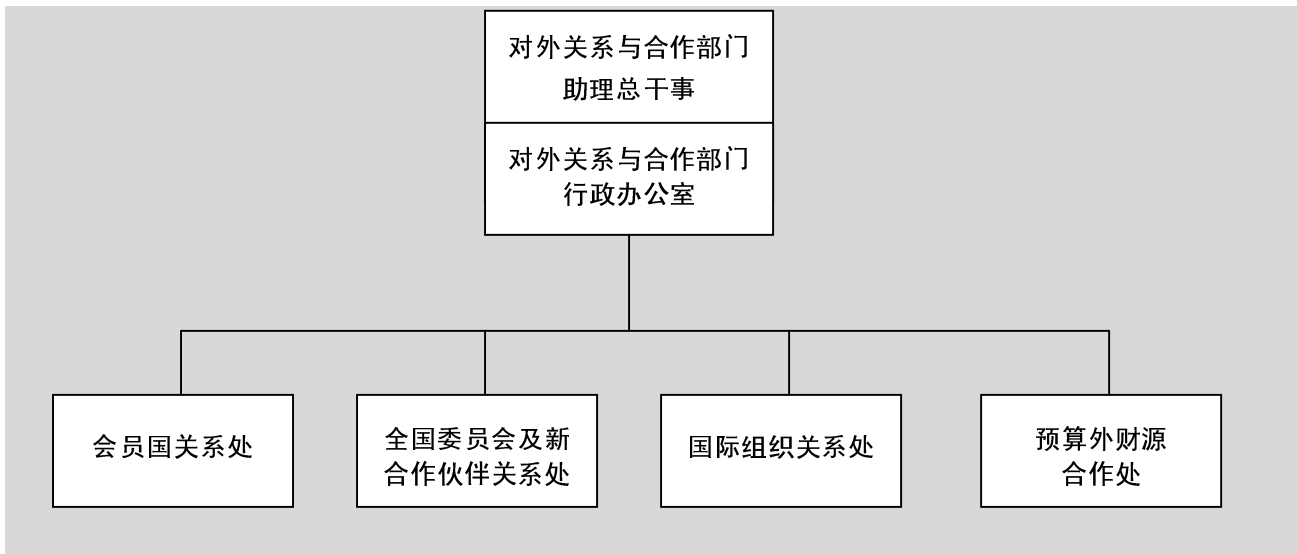 对外关系与合作部门
助理总干事
对外关系与合作部门
行政办公室
会员国关系处
全国委员会及新
合作伙伴关系处
国际组织关系处
预算外财源
合作处